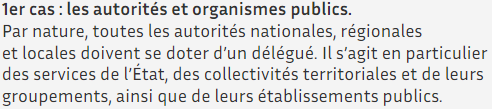 1er cas : les autorités et organismes publics.
Par nature, toutes les autorités nationales, régionales
et locales doivent se doter d’un délégué. Il s’agit en particulier
des services de l’État, des collectivités territoriales et de leurs
groupements, ainsi que de leurs établissements publics.